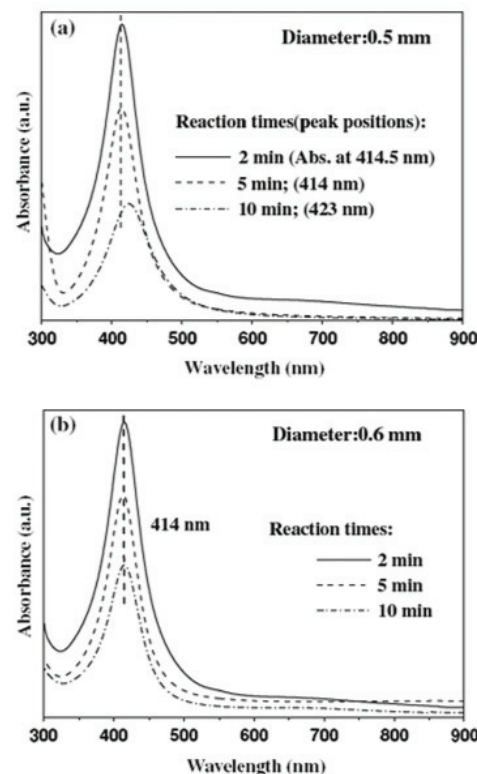 (a)
Diameter:0.5 mm
Reaction times(peak positions):
2 min (Abs. at 414.5 nm)
5 min; (414 nm)
10 min; (423 nm)
Absorbance (a.u.)
300 400 500 600 700 800 900
Wavelength (nm)
(b)
Diameter:0.6 mm
414 nm
Reaction times:
2 min
5 min
10 min
Absorbance (a.u.)
300 400 500 600 700 800 900
Wavelength (nm)